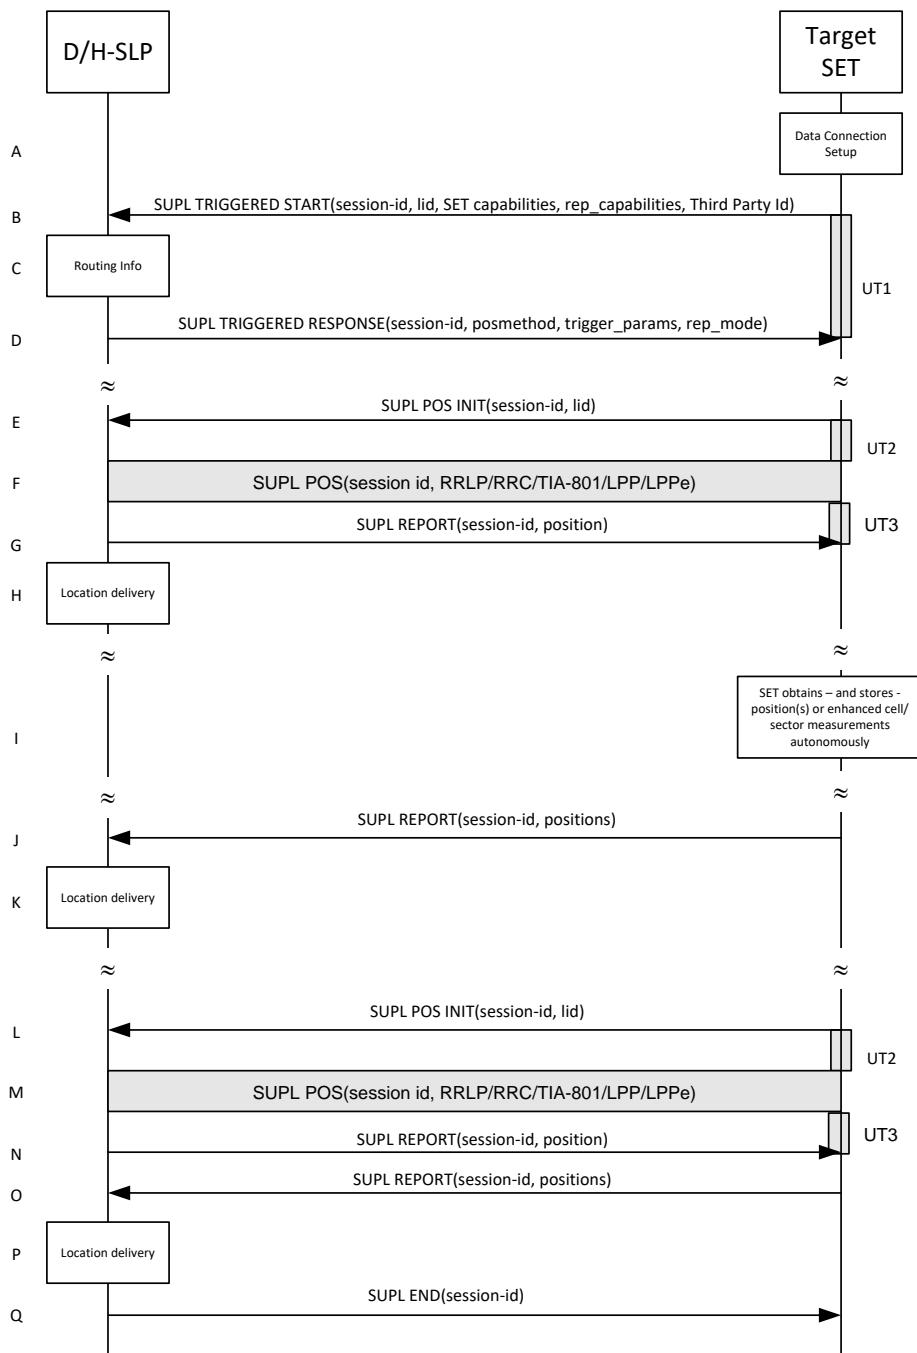 D/H-SLP
Target
SET
A
Data Connection
Setup
B
SUPL TRIGGERED START(session-id, lid, SET capabilities, rep_capabilities, Third Party Id)
C
Routing Info
UT1
D
SUPL TRIGGERED RESPONSE(session-id, posmethod, trigger_params, rep_mode)
≈
≈
E
SUPL POS INIT(session-id, lid)
UT2
F
SUPL POS(session id, RRLP/RRC/TIA-801/LPP/LPPe)
G
SUPL REPORT(session-id, position)
UT3
H
Location delivery
≈
≈
I
SET obtains – and stores -
position(s) or enhanced cell/
sector measurements
autonomously
≈
≈
J
SUPL REPORT(session-id, positions)
K
Location delivery
≈
≈
L
SUPL POS INIT(session-id, lid)
UT2
M
SUPL POS(session id, RRLP/RRC/TIA-801/LPP/LPPe)
N
SUPL REPORT(session-id, position)
UT3
O
SUPL REPORT(session-id, positions)
P
Location delivery
Q
SUPL END(session-id)